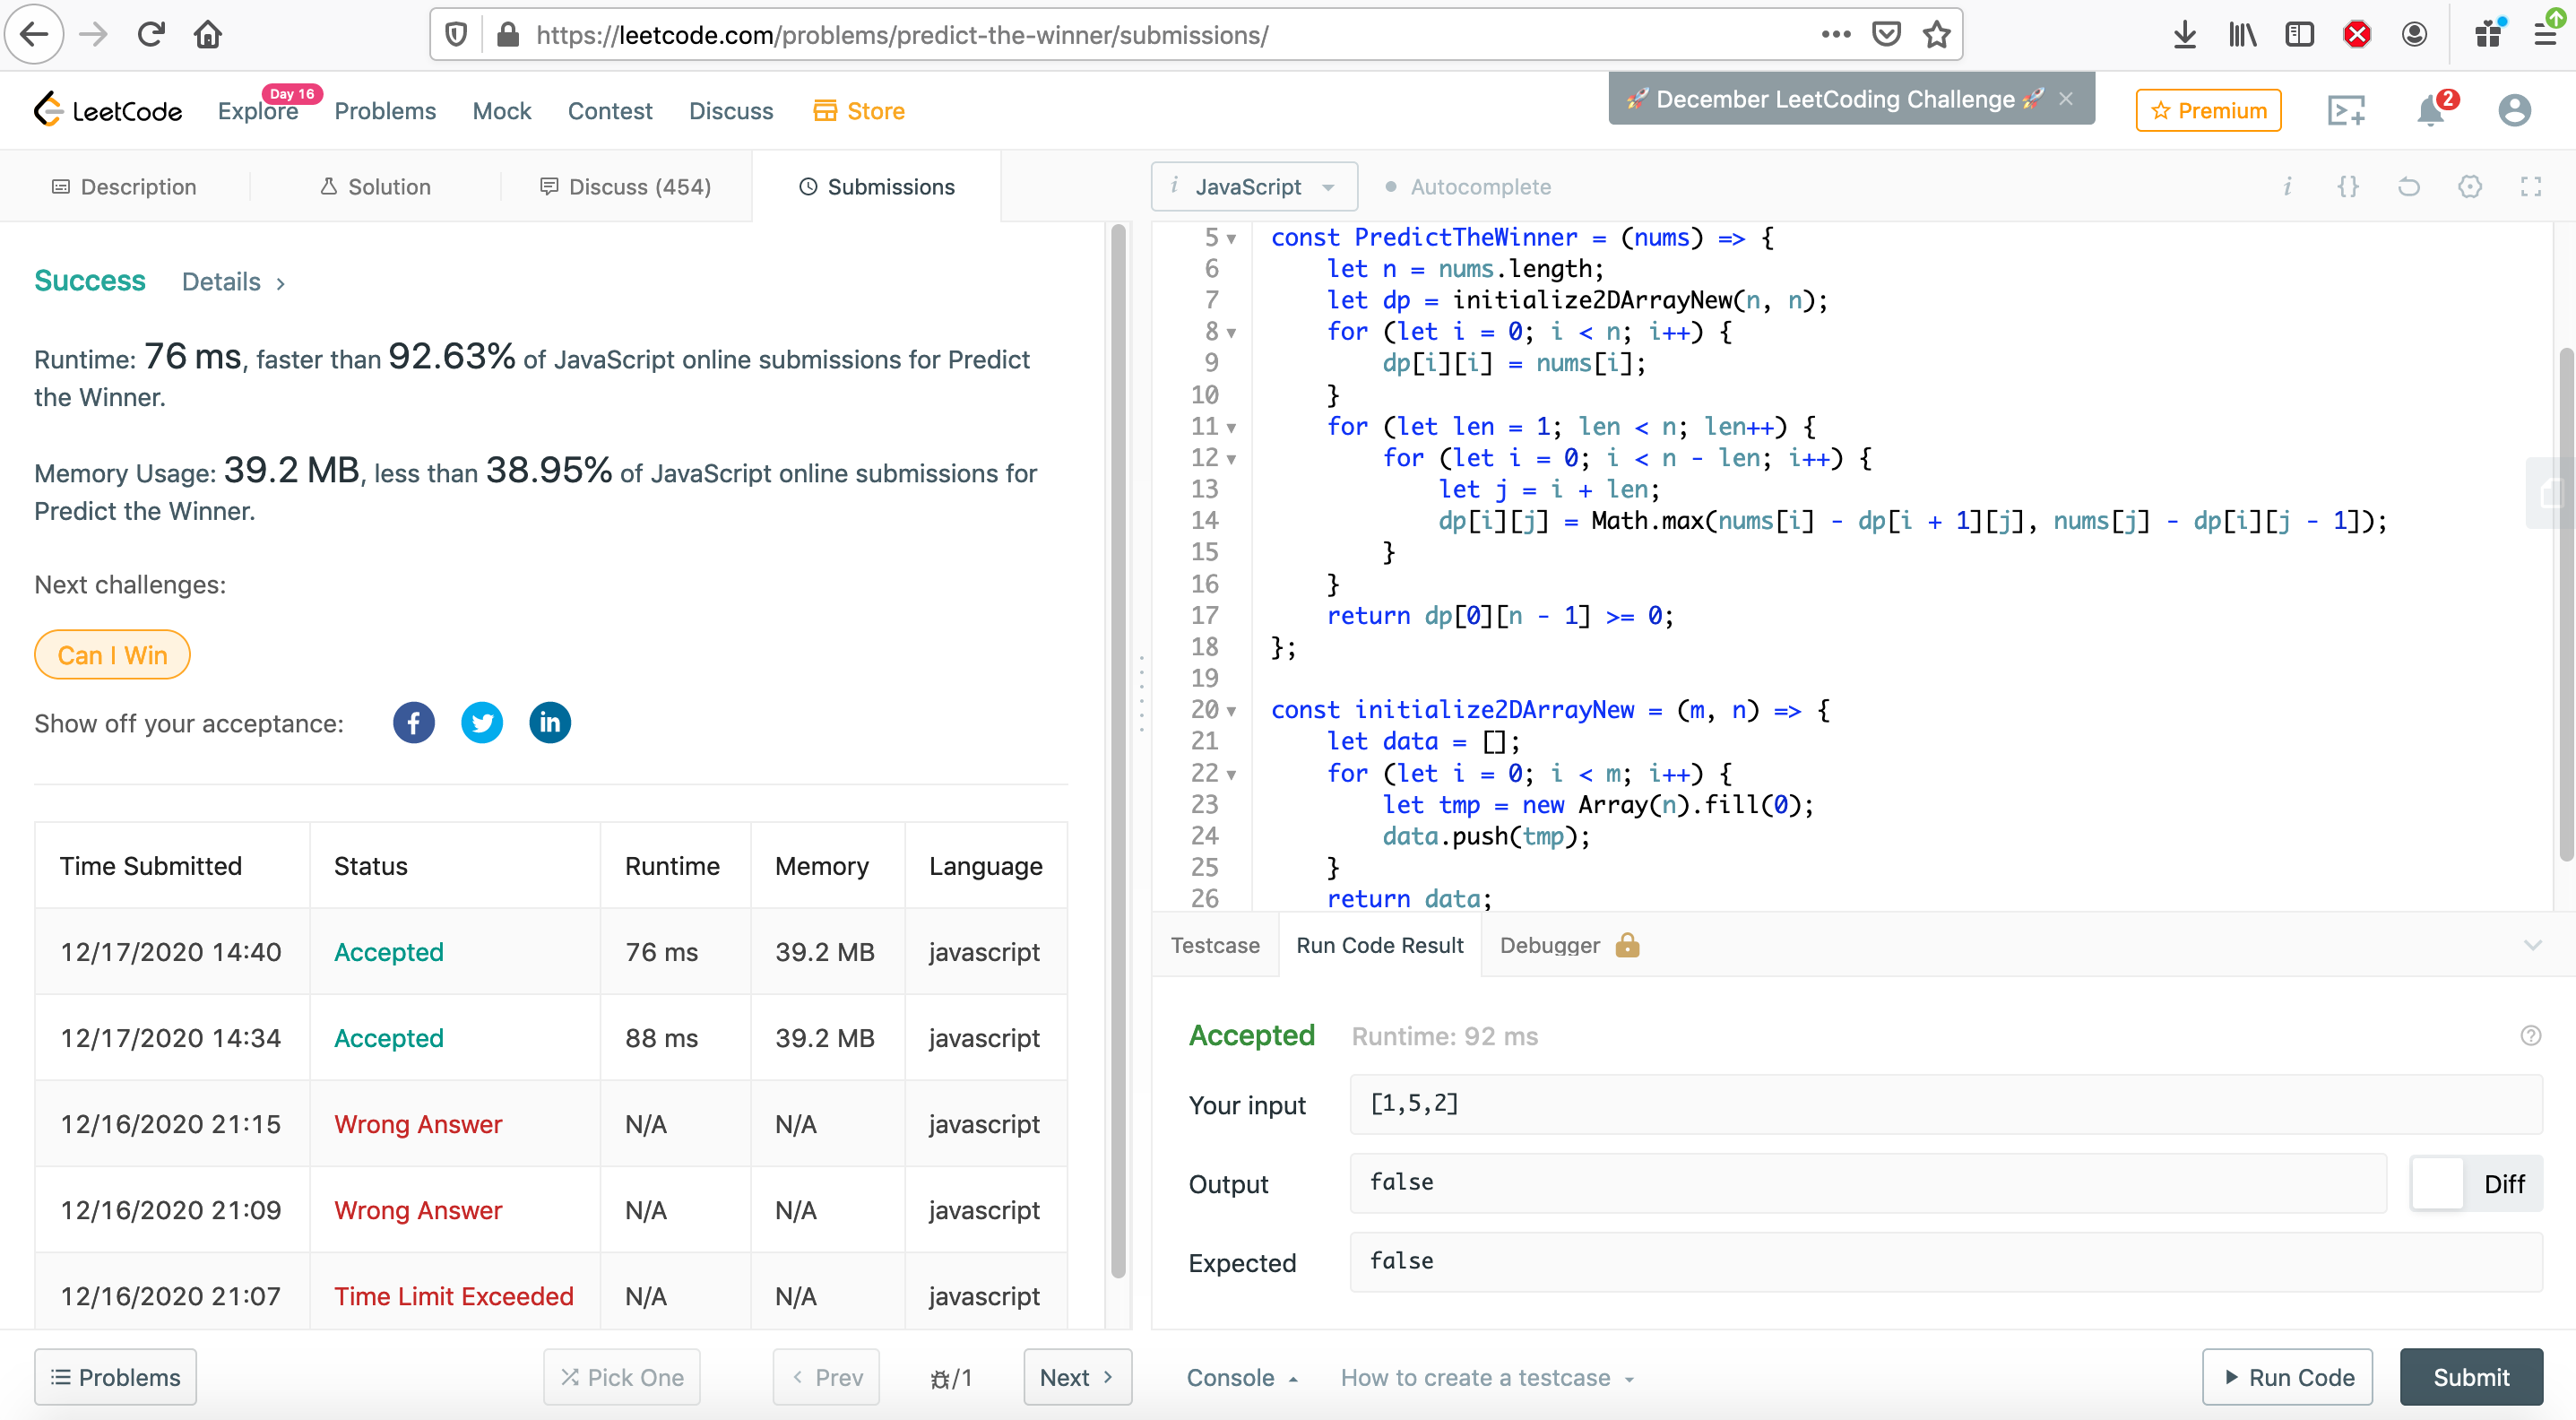 https://leetcode.com/problems/predict-the-winner/submissions/
LeetCode
Explore
Day 16
Problems
Mock
Contest
Discuss
Store
🚀 December LeetCoding Challenge 🚀 ×
Premium
2
Description
Solution
Discuss (454)
Submissions
Success
Details >
Runtime: 76 ms, faster than 92.63% of JavaScript online submissions for Predict
the Winner.
Memory Usage: 39.2 MB, less than 38.95% of JavaScript online submissions for
Predict the Winner.
Next challenges:
Can I Win
Show off your acceptance:
Time Submitted Status Runtime Memory Language
12/17/2020 14:40 Accepted 76 ms 39.2 MB javascript
12/17/2020 14:34 Accepted 88 ms 39.2 MB javascript
12/16/2020 21:15 Wrong Answer N/A N/A javascript
12/16/2020 21:09 Wrong Answer N/A N/A javascript
12/16/2020 21:07 Time Limit Exceeded N/A N/A javascript
Problems
Pick One
< Prev
/1
Next >
i JavaScript
Autocomplete
i {}
5 const PredictTheWinner = (nums) => {
6 let n = nums.length;
7 let dp = initialize2DArrayNew(n, n);
8 for (let i = 0; i < n; i++) {
9 dp[i][i] = nums[i];
10 }
11 for (let len = 1; len < n; len++) {
12 for (let i = 0; i < n - len; i++) {
13 let j = i + len;
14 dp[i][j] = Math.max(nums[i] - dp[i + 1][j], nums[j] - dp[i][j - 1]);
15 }
16 }
17 return dp[0][n - 1] >= 0;
18 };
19
20 const initialize2DArrayNew = (m, n) => {
21 let data = [];
22 for (let i = 0; i < m; i++) {
23 let tmp = new Array(n).fill(0);
24 data.push(tmp);
25 }
26 return data;
Testcase
Run Code Result
Debugger
Accepted
Runtime: 92 ms
Your input
[1,5,2]
Output
false
Diff
Expected
false
Console
How to create a testcase
Run Code
Submit